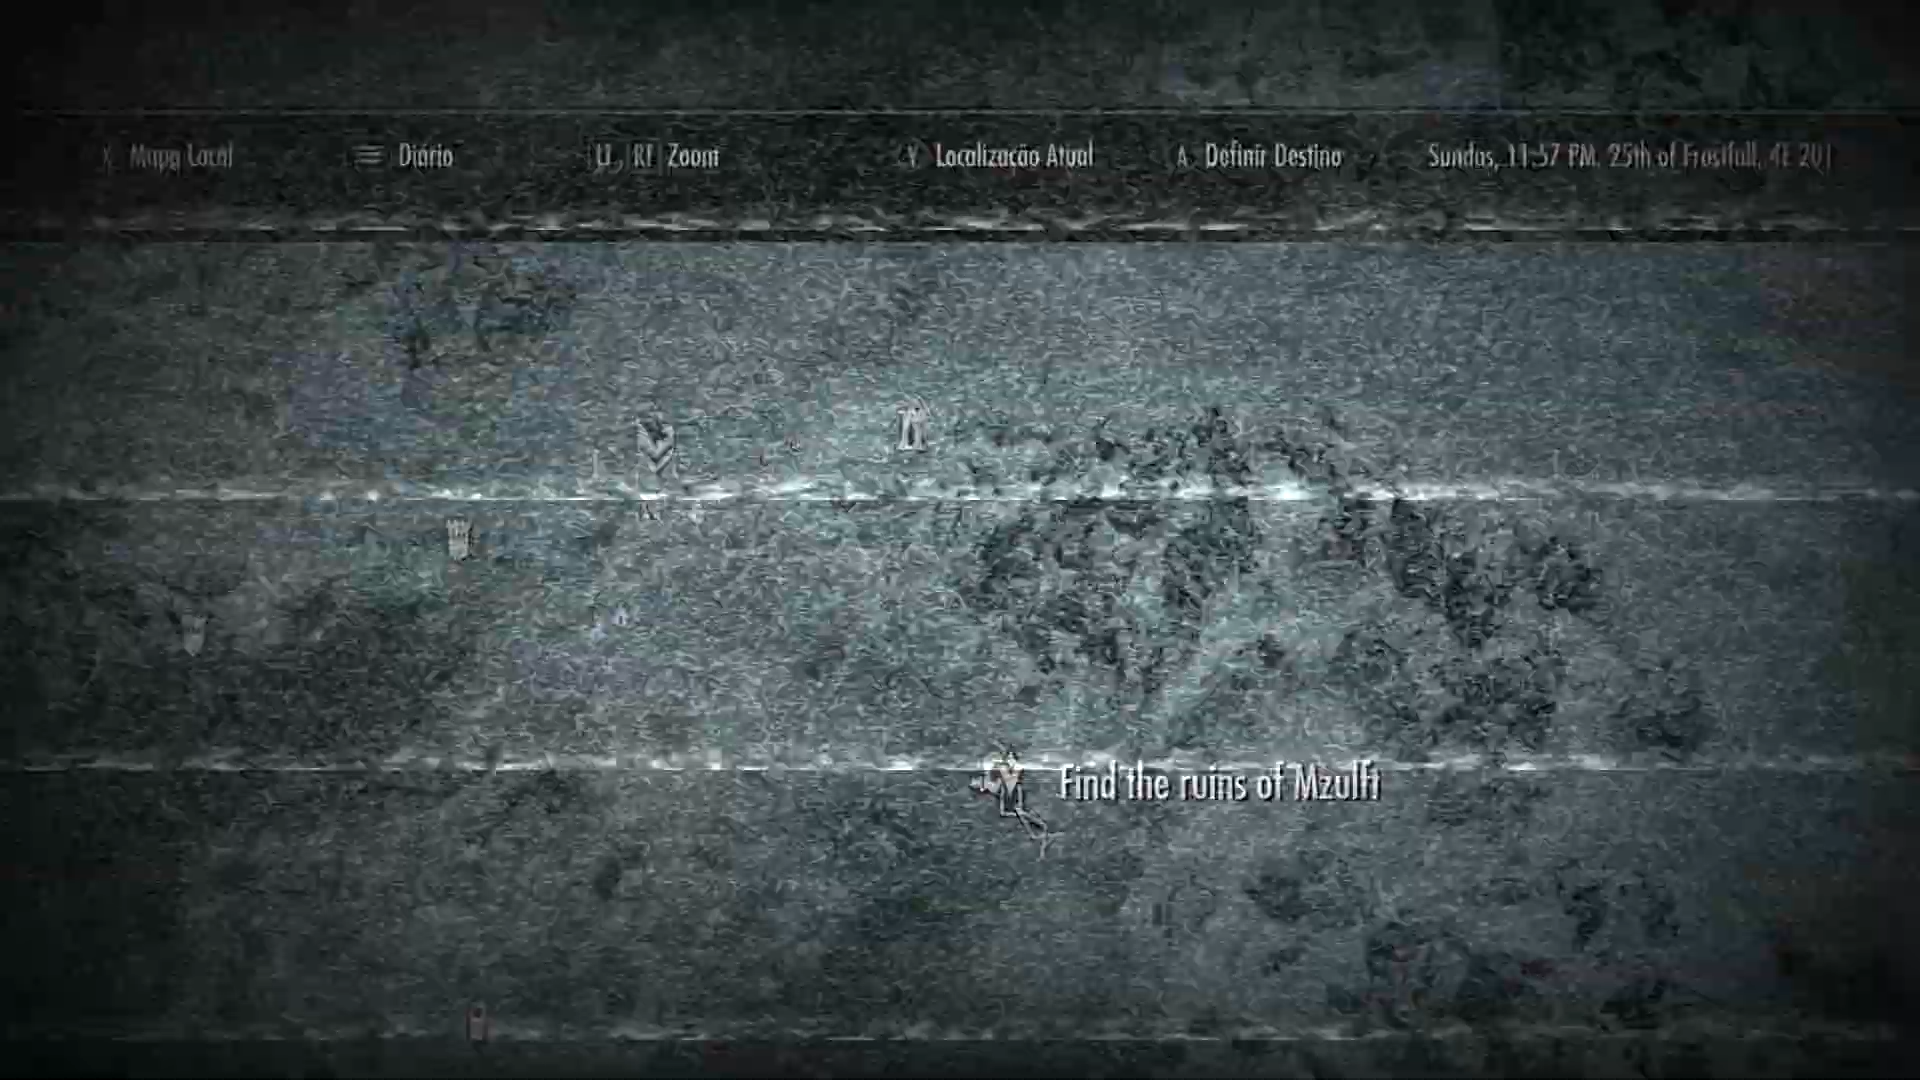 X Mapa Local Diário LT RT Zoom Y Localização Atual A Definir Destino Sundas, 11:57 PM, 25th of Frostfall, 4E 201
Find the ruins of Mzulft